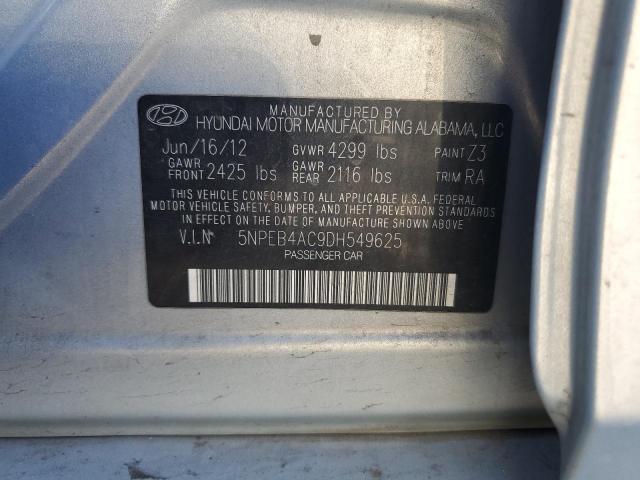 MANUFACTURED BY
HYUNDAI MOTOR MANUFACTURING ALABAMA, LLC
Jun/16/12 GVWR 4299 lbs PAINT Z3
GAWR FRONT 2425 lbs GAWR REAR 2116 lbs TRIM RA
THIS VEHICLE CONFORMS TO ALL APPLICABLE U.S.A. FEDERAL
MOTOR VEHICLE SAFETY, BUMPER, AND THEFT PREVENTION STANDARDS
IN EFFECT ON THE DATE OF MANUFACTURE SHOWN ABOVE
V.I.N 5NPEB4AC9DH549625
PASSENGER CAR